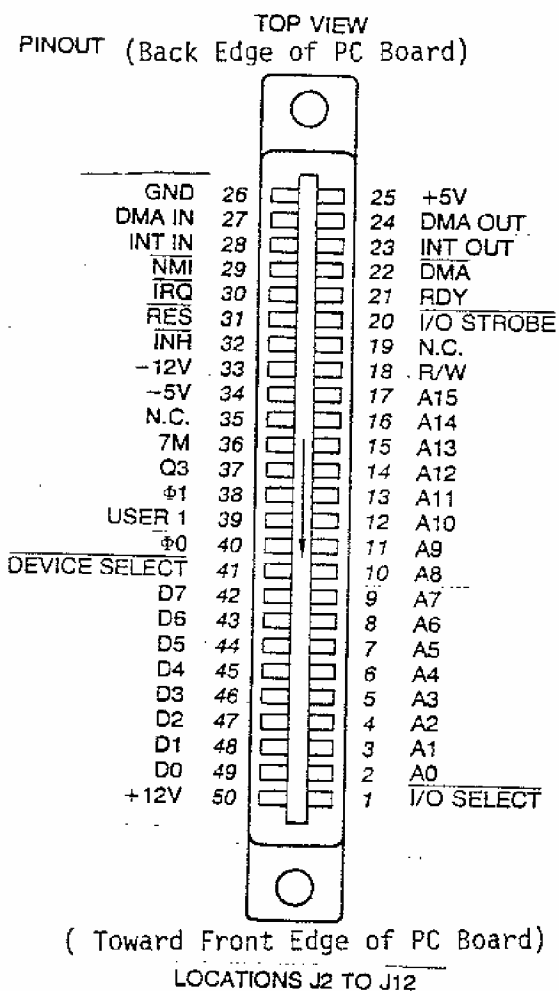 TOP VIEW
PINOUT (Back Edge of PC Board)
GND 26 25 +5V
DMA IN 27 24 DMA OUT
INT IN 28 23 INT OUT
NMI 29 22 DMA
IRQ 30 21 RDY
RES 31 20 I/O STROBE
INH 32 19 N.C.
-12V 33 18 R/W
-5V 34 17 A15
N.C. 35 16 A14
7M 36 15 A13
Q3 37 14 A12
Φ1 38 13 A11
USER 1 39 12 A10
Φ0 40 11 A9
DEVICE SELECT 41 10 A8
D7 42 9 A7
D6 43 8 A6
D5 44 7 A5
D4 45 6 A4
D3 46 5 A3
D2 47 4 A2
D1 48 3 A1
D0 49 2 A0
+12V 50 1 I/O SELECT
( Toward Front Edge of PC Board)
LOCATIONS J2 TO J12